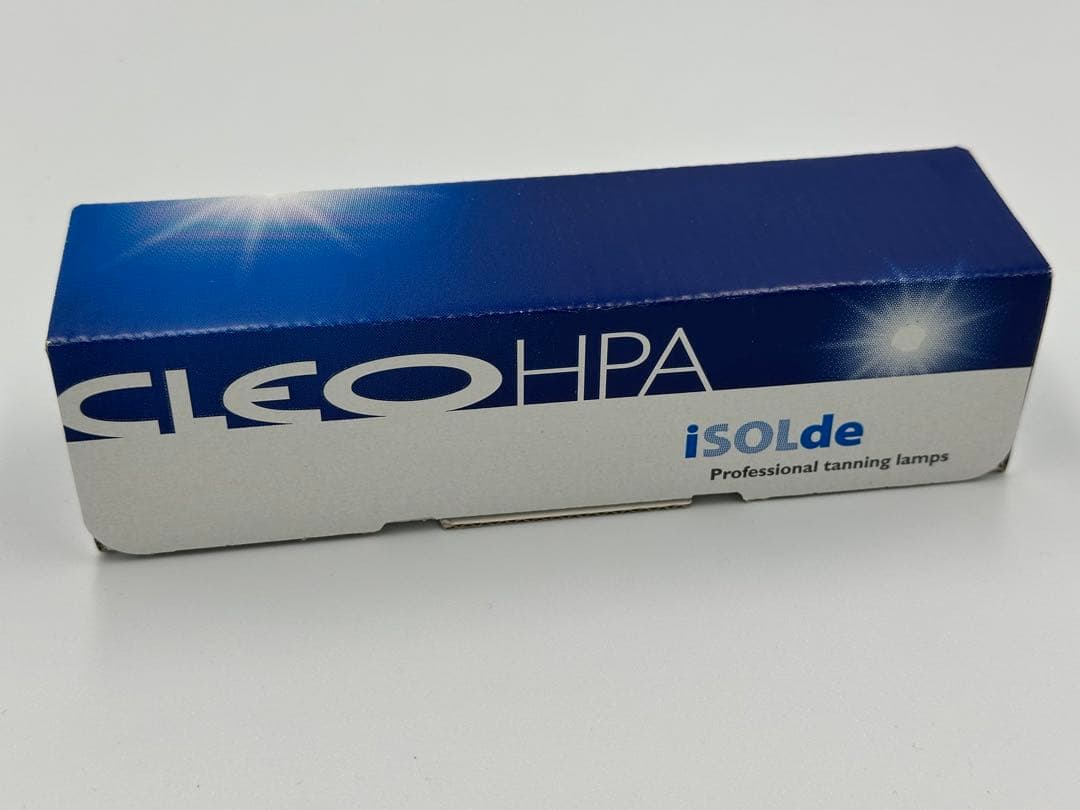 CLEO HPA
iSOLde
Professional tanning lamps